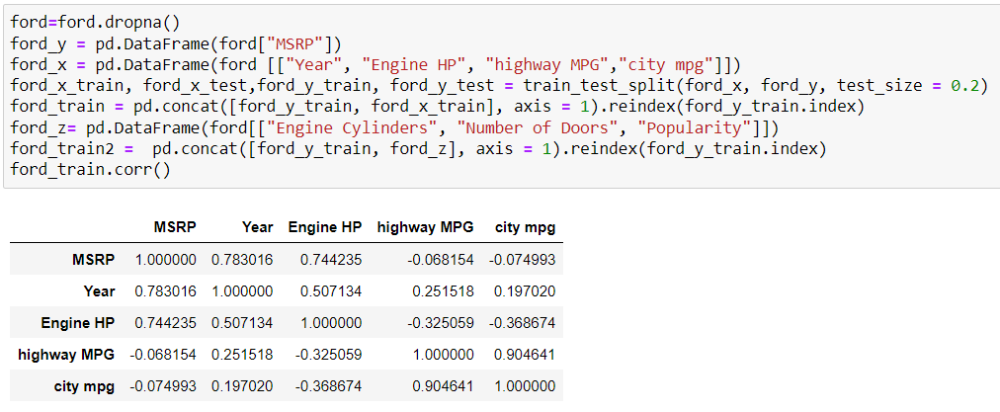 ford=ford.dropna()
ford_y = pd.DataFrame(ford["MSRP"])
ford_x = pd.DataFrame(ford [["Year", "Engine HP", "highway MPG","city mpg"]])
ford_x_train, ford_x_test,ford_y_train, ford_y_test = train_test_split(ford_x, ford_y, test_size = 0.2)
ford_train = pd.concat([ford_y_train, ford_x_train], axis = 1).reindex(ford_y_train.index)
ford_z= pd.DataFrame(ford[["Engine Cylinders", "Number of Doors", "Popularity"]])
ford_train2 =  pd.concat([ford_y_train, ford_z], axis = 1).reindex(ford_y_train.index)
ford_train.corr()
MSRP Year Engine HP highway MPG city mpg
MSRP 1.000000 0.783016 0.744235 -0.068154 -0.074993
Year 0.783016 1.000000 0.507134 0.251518 0.197020
Engine HP 0.744235 0.507134 1.000000 -0.325059 -0.368674
highway MPG -0.068154 0.251518 -0.325059 1.000000 0.904641
city mpg -0.074993 0.197020 -0.368674 0.904641 1.000000